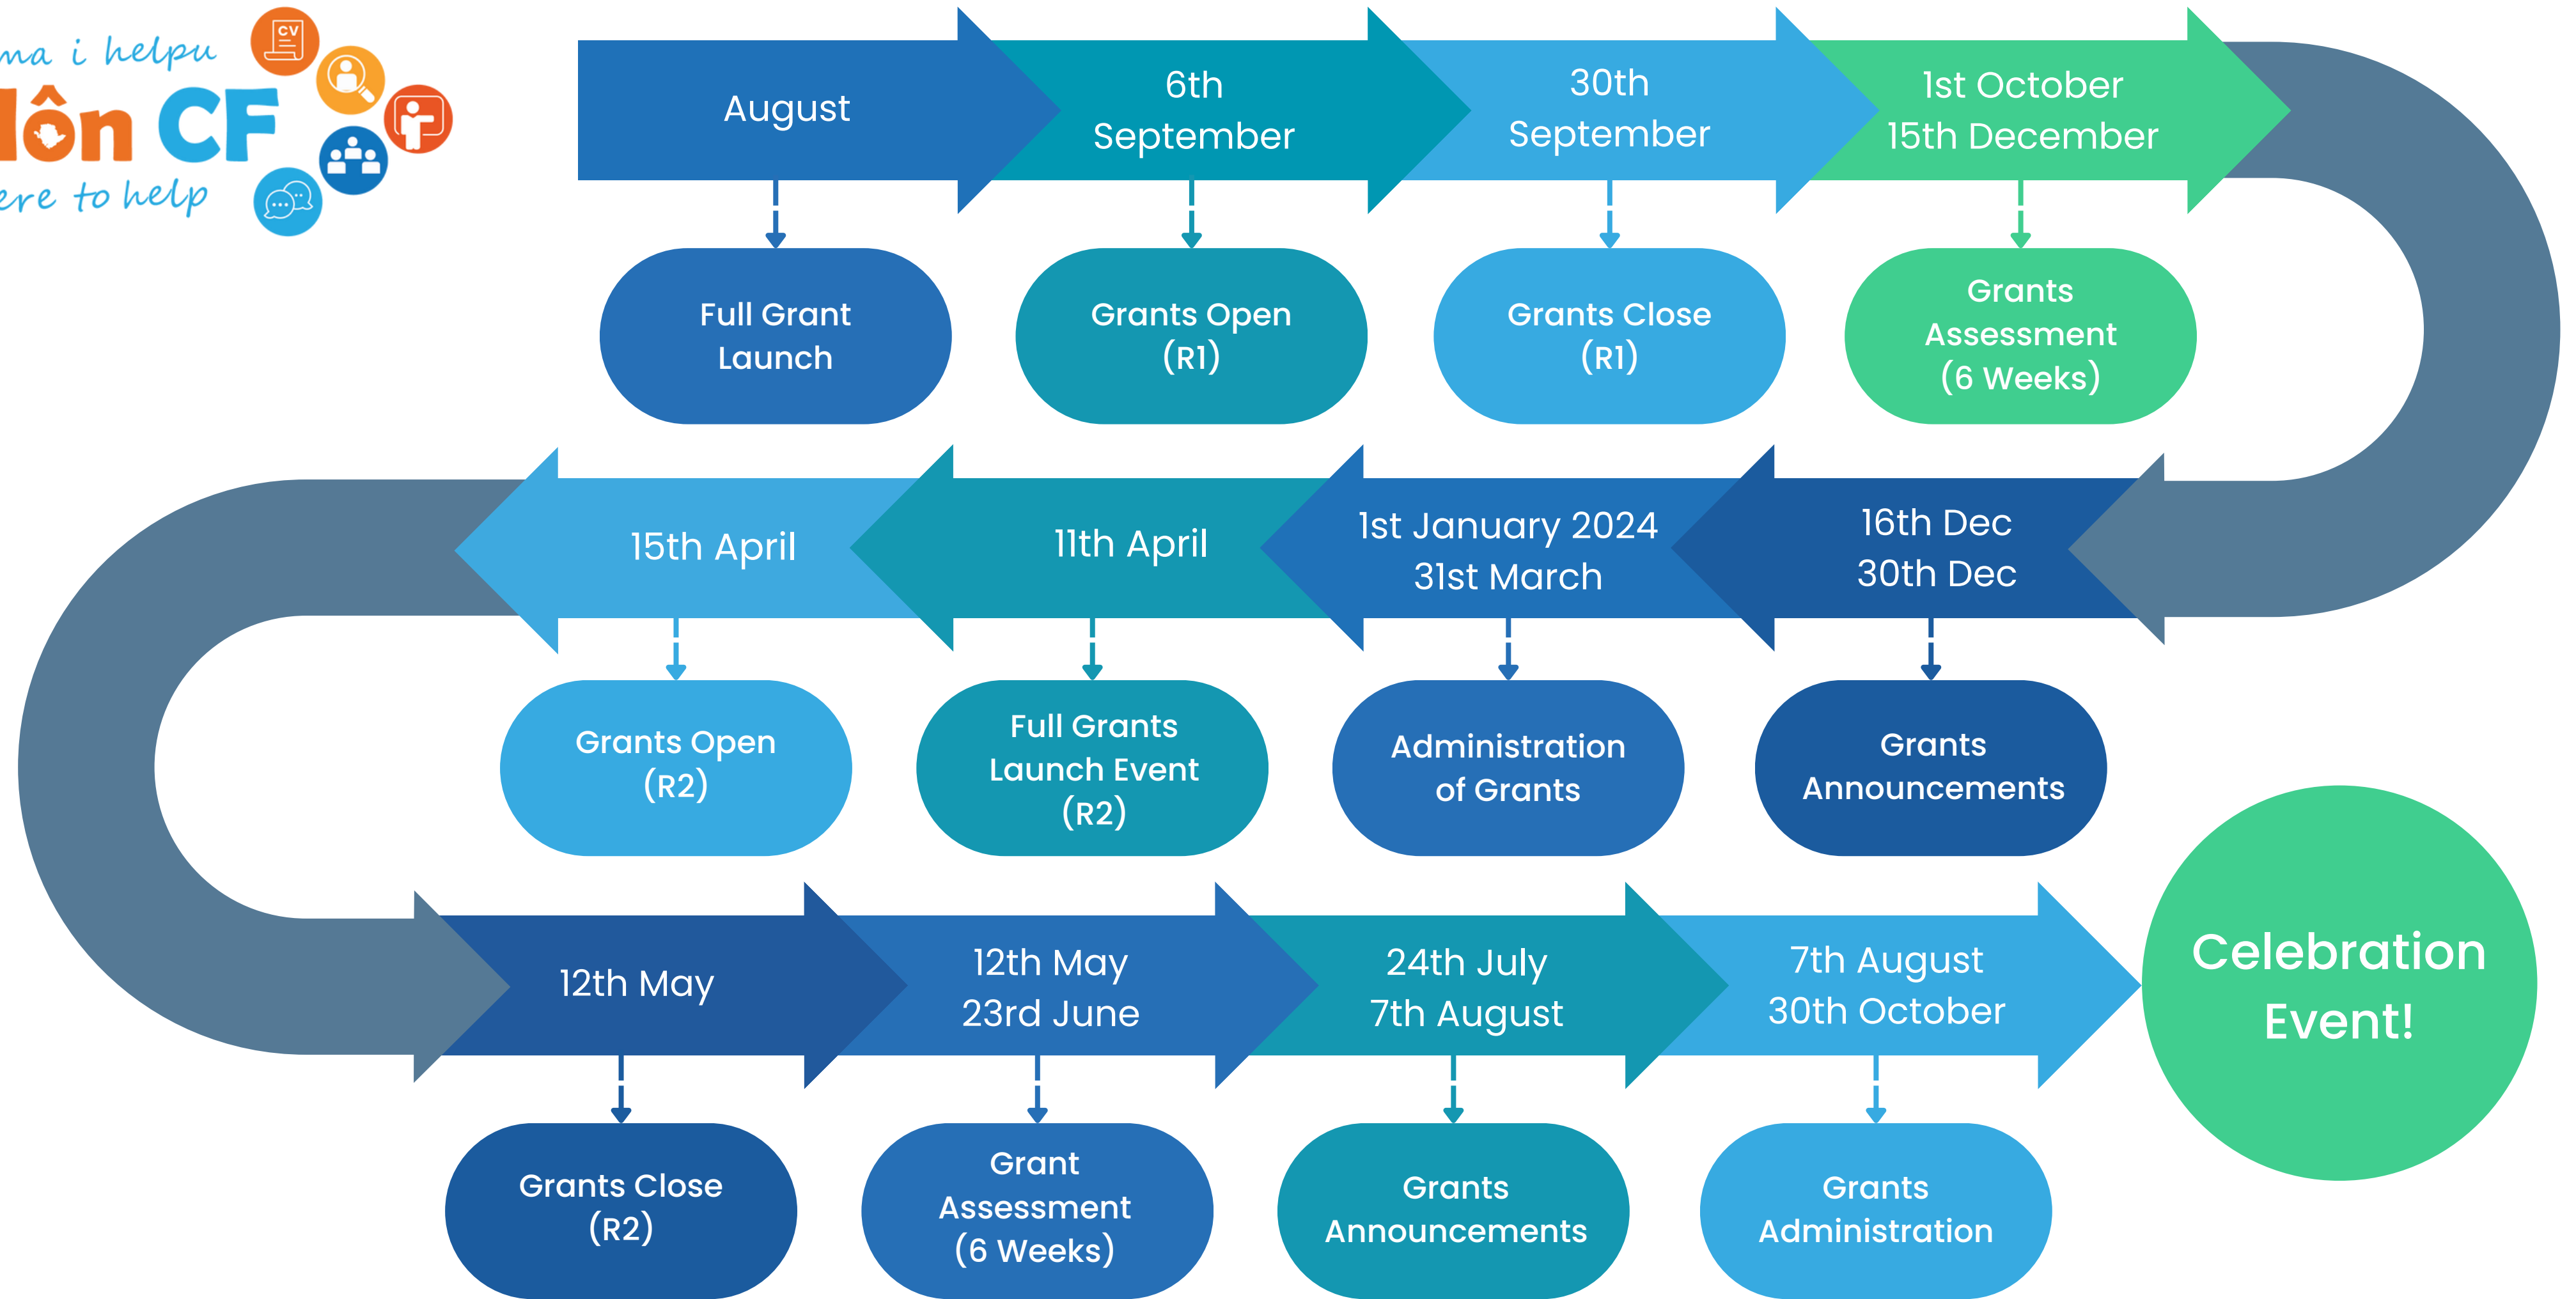 ma i helpu
CV
ôn CF
ere to help
August
Full Grant
Launch
6th
September
Grants Open
(R1)
30th
September
Grants Close
(R1)
1st October
15th December
Grants
Assessment
(6 Weeks)
16th Dec
30th Dec
Grants
Announcements
1st January 2024
31st March
Administration
of Grants
11th April
Full Grants
Launch Event
(R2)
15th April
Grants Open
(R2)
12th May
Grants Close
(R2)
12th May
23rd June
Grant
Assessment
(6 Weeks)
24th July
7th August
Grants
Announcements
7th August
30th October
Grants
Administration
Celebration
Event!